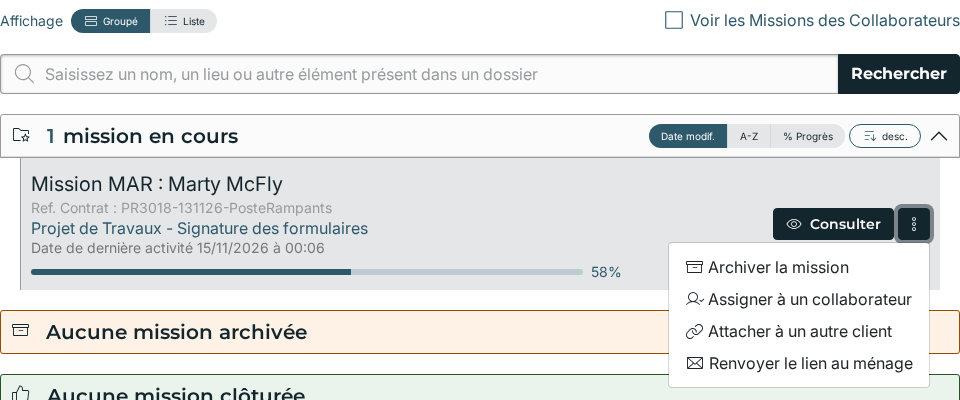 Affichage Groupé Liste Voir les Missions des Collaborateurs
Saisissez un nom, un lieu ou autre élément présent dans un dossier Rechercher
1 mission en cours Date modif. A-Z % Progrès desc.
Mission MAR : Marty McFly
Ref. Contrat : PR3018-131126-PosteRampants
Projet de Travaux - Signature des formulaires
Consulter
Date de dernière activité 15/11/2026 à 00:06
58%
Archiver la mission
Assigner à un collaborateur
Attacher à un autre client
Renvoyer le lien au ménage
Aucune mission archivée
Aucune mission clôturée